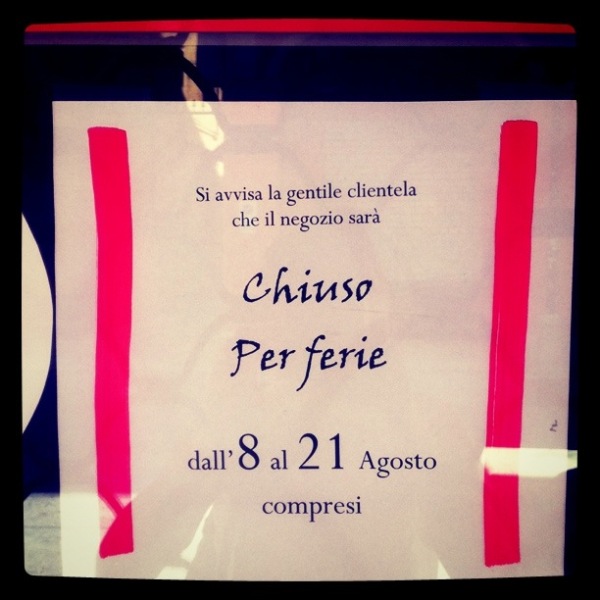 Si avvisa la gentile clientela
che il negozio sarà
Chiuso
Per ferie
dall'8 al 21 Agosto
compresi